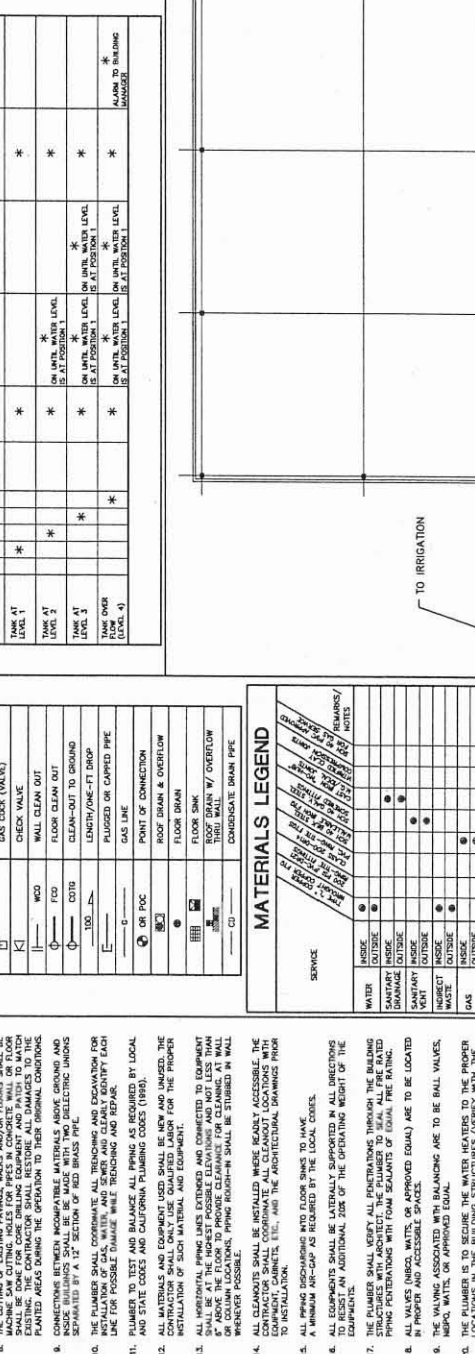 MACHINE SAW CUTTING HOLES FOR PIPES IN CONCRETE WALL OR FLOOR
SHALL BE DONE FOR CORE DRILLING EQUIPMENT AND PATCH TO MATCH
EXISTING. CONTRACTOR SHALL RESTORE ALL DAMAGES TO THE
PLANTED AREAS DURING THE OPERATION TO THEIR ORIGINAL CONDITIONS.
9. CONNECTIONS BETWEEN INCOMPATIBLE MATERIALS ABOVE GROUND AND
INSIDE BUILDINGS SHALL BE MADE WITH TWO DIELECTRIC UNIONS
SEPARATED BY A 12" SECTION OF RED BRASS PIPE.
10. THE PLUMBER SHALL COORDINATE ALL TRENCHING AND EXCAVATION FOR
INSTALLATION OF GAS, WATER, AND SEWER AND CLEARLY IDENTIFY EACH
LINE FOR POSSIBLE DAMAGE WHILE TRENCHING AND REPAIR.
11. PLUMBER TO TEST AND BALANCE ALL PIPING AS REQUIRED BY LOCAL
AND STATE CODES AND CALIFORNIA PLUMBING CODES (1998).
12. ALL MATERIALS AND EQUIPMENT USED SHALL BE NEW AND UNUSED. THE
CONTRACTOR SHALL ONLY USE QUALIFIED WORKERS FOR THE PROPER
INSTALLATION OF THE MATERIAL AND EQUIPMENT.
13. ALL HORIZONTAL PIPING LINES EXTENDED AND CONNECTED TO EQUIPMENT
SHALL BE AT THE HIGHEST POSSIBLE ELEVATIONS AND NOT LESS THAN
6" ABOVE THE FLOOR TO PROVIDE CLEARANCE FOR CLEANING. AT WALL
OR COLUMN LOCATIONS, PIPING ROUGH-IN SHALL BE STUBBED IN WALL
WHENEVER POSSIBLE.
14. ALL CLEANOUTS SHALL BE INSTALLED WHERE READILY ACCESSIBLE. THE
CONTRACTOR SHALL COORDINATE ALL CLEANOUT LOCATIONS WITH
EQUIPMENT, CABINETS, ETC., AND THE ARCHITECTURAL DRAWINGS PRIOR
TO INSTALLATION.
15. ALL PIPING DISCHARGING INTO FLOOR SINKS TO HAVE
A MINIMUM AIR-GAP AS REQUIRED BY THE LOCAL CODES.
16. ALL EQUIPMENTS SHALL BE LATERALLY SUPPORTED IN ALL DIRECTIONS
TO RESIST AN ADDITIONAL 20% OF THE OPERATING WEIGHT OF THE
EQUIPMENTS.
17. THE PLUMBER SHALL VERIFY ALL PENETRATIONS THROUGH THE BUILDING
STRUCTURES W/ARCHITECT. THE PLUMBER TO SEAL ALL FIRE RATED
PIPING PENTERATIONS WITH FOAM SEALANTS OF EQUAL FIRE RATING.
18. ALL VALVES (NIBCO, WATTS, OR APPROVED EQUAL) ARE TO BE LOCATED
IN PROPER AND ACCESSIBLE SPACES.
19. THE VALVING ASSOCIATED WITH BALANCING ARE TO BE BALL VALVES,
NIBPO, WATTS, OR APPROVED EQUAL.
20. THE PLUMBER IS TO SECURE THE WATER HEATERS TO THE PROPER
GAS COCK (VALVE)
CHECK VALVE
WCO WALL CLEAN OUT
FCO FLOOR CLEAN OUT
COTG CLEAN-OUT TO GROUND
100 LENGTH/ONE-FT DROP
PLUGGED OR CAPPED PIPE
G GAS LINE
OR POC POINT OF CONNECTION
ROOF DRAIN & OVERFLOW
FLOOR DRAIN
FLOOR SINK
ROOF DRAIN W/ OVERFLOW
THRU WALL
CD CONDENSATE DRAIN PIPE
MATERIALS LEGEND
SERVICE
REMARKS/
NOTES
WATER INSIDE
OUTSIDE
SANITARY DRAINAGE INSIDE
OUTSIDE
SANITARY VENT INSIDE
OUTSIDE
INDIRECT WASTE INSIDE
OUTSIDE
GAS INSIDE
OUTSIDE
TANK AT LEVEL 1 * * *
TANK AT LEVEL 2 * * * *
ON UNTIL WATER LEVEL
IS AT POSITION 1
TANK AT LEVEL 3 * * * * *
ON UNTIL WATER LEVEL
IS AT POSITION 1
ON UNTIL WATER LEVEL
IS AT POSITION 1
TANK OVER FLOW (LEVEL 4) * * * * * *
ON UNTIL WATER LEVEL
IS AT POSITION 1
ON UNTIL WATER LEVEL
IS AT POSITION 1
ALARM TO BUILDING
MANAGER
TO IRRIGATION